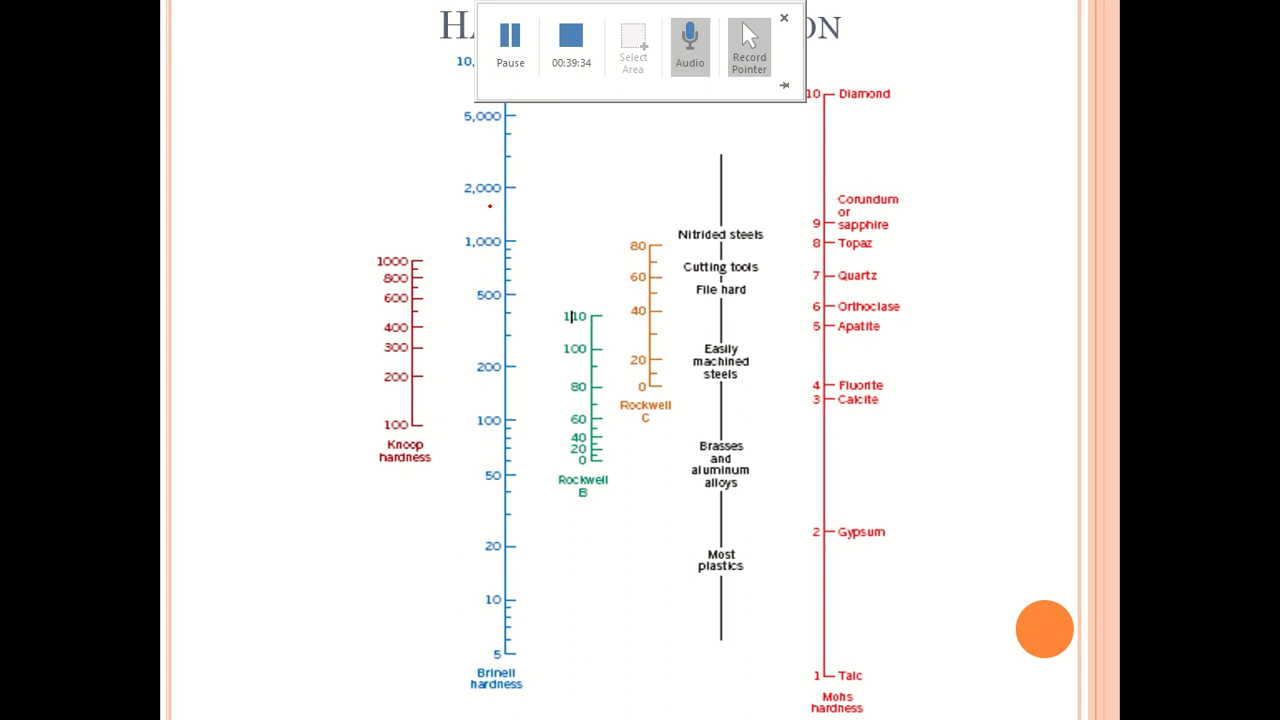 Pause
00:39:34
Select
Area
Audio
Record
Pointer
10,
5,000
2,000
1,000
500
200
100
50
20
10
5
Brinell
hardness
1000
800
600
400
300
200
100
Knoop
hardness
110
100
80
60
40
20
0
Rockwell
B
80
60
40
20
0
Rockwell
C
Nitrided steels
Cutting tools
File hard
Easily
machined
steels
Brasses
and
aluminum
alloys
Most
plastics
10 Diamond
Corundum
or
9 sapphire
8 Topaz
7 Quartz
6 Orthoclase
5 Apatite
4 Fluorite
3 Calcite
2 Gypsum
1 Talc
Mohs
hardness